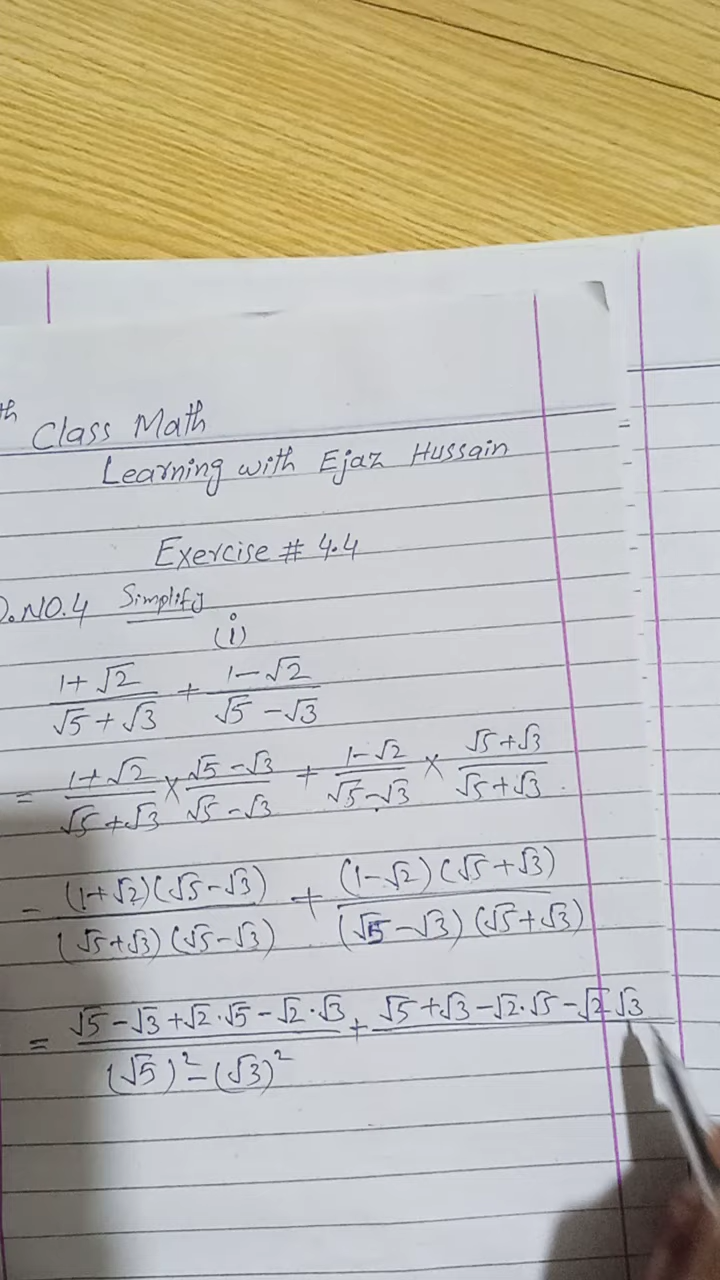 th Class Math
Learning with Ejaz Hussain
Exercise # 4.4
Q.NO.4 Simplify
(i)
(1+√2)/(√5+√3) + (1-√2)/(√5-√3)
= (1+√2)/(√5+√3) × (√5-√3)/(√5-√3) + (1-√2)/(√5-√3) × (√5+√3)/(√5+√3)
= (1+√2)(√5-√3)/(√5+√3)(√5-√3) + (1-√2)(√5+√3)/(√5-√3)(√5+√3)
= (√5-√3+√2·√5-√2·√3)/((√5)²-(√3)²) + √5+√3-√2·√5-√2√3